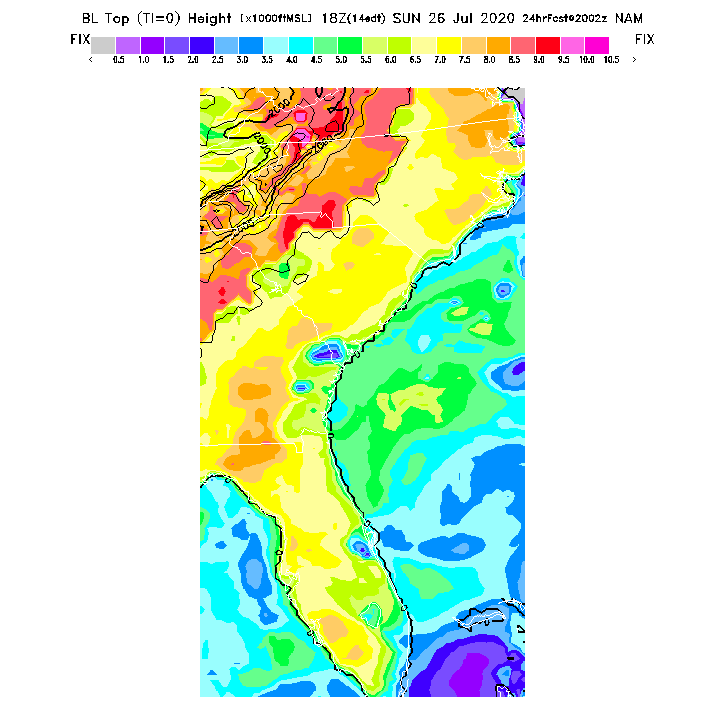 BL Top (TI=0) Height [x1000ftMSL] 18Z(14edt) SUN 26 Jul 2020 24hrFcst@2002z NAM
FIX FIX
< 0.5 1.0 1.5 2.0 2.5 3.0 3.5 4.0 4.5 5.0 5.5 6.0 6.5 7.0 7.5 8.0 8.5 9.0 9.5 10.0 10.5 >
2000
2000